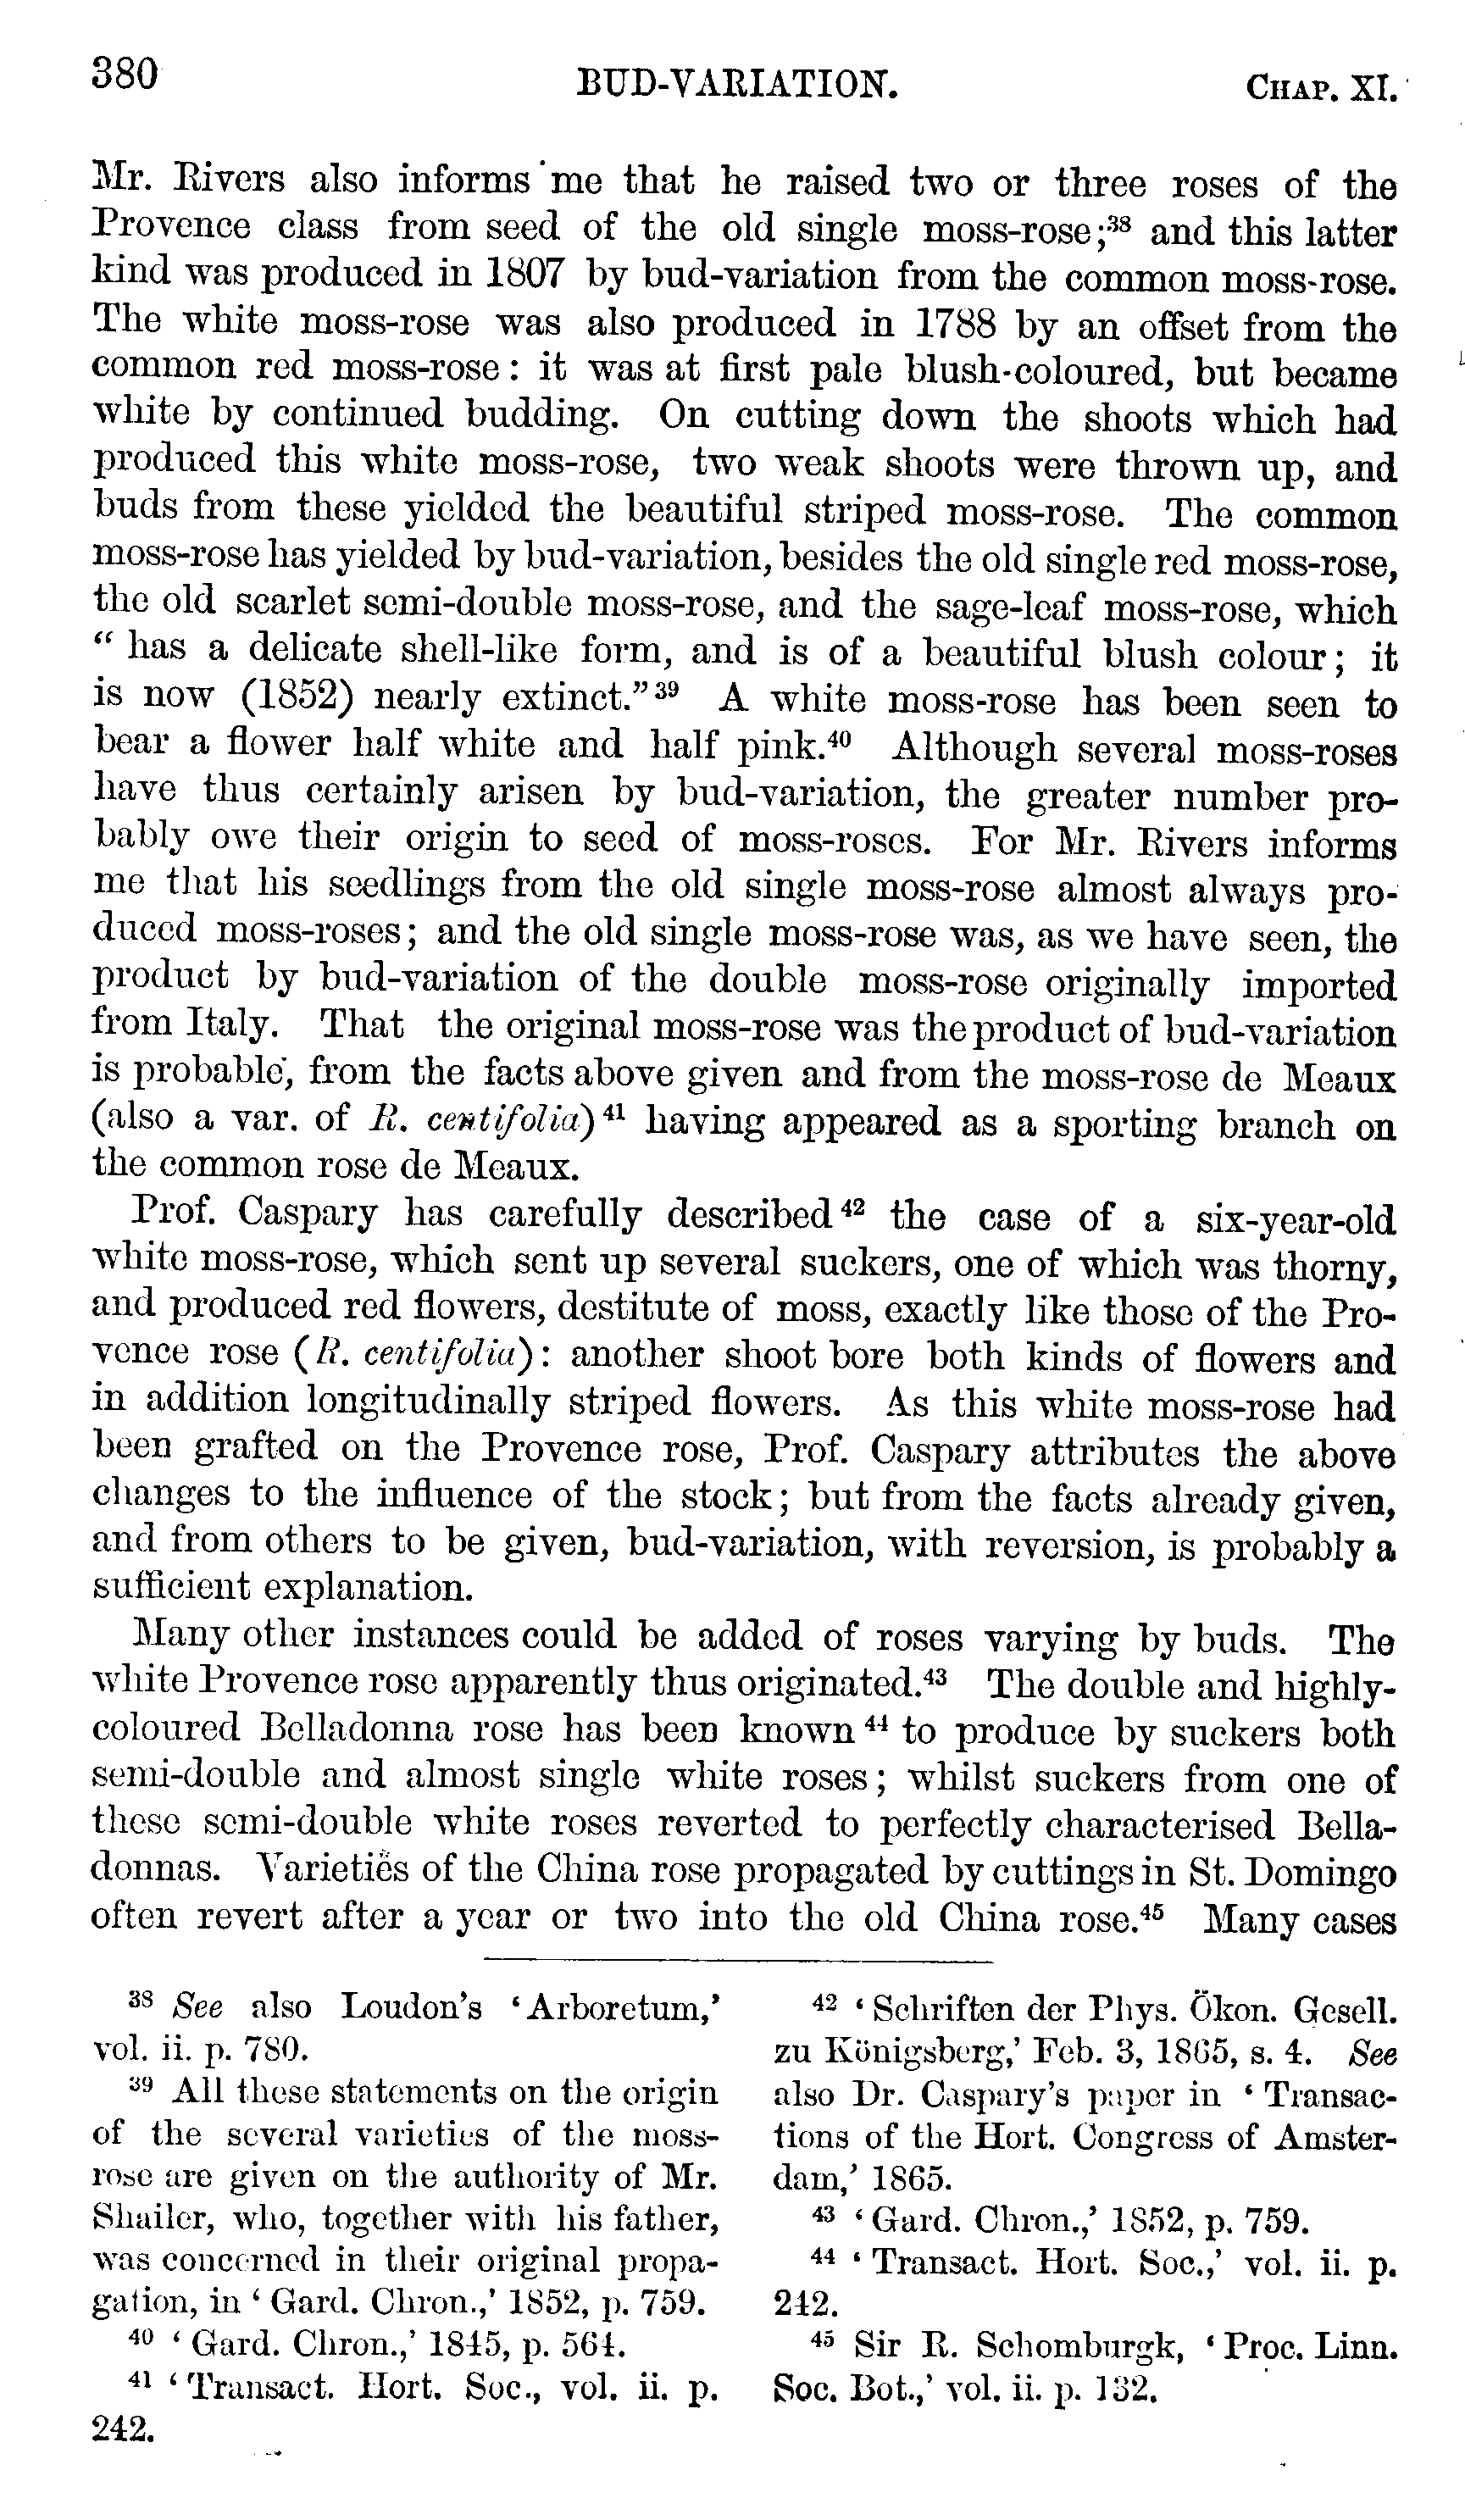 380 BUD-VARIATION. CHAP. XI.
Mr. Rivers also informs me that he raised two or three roses of the
Provence class from seed of the old single moss-rose;³⁸ and this latter
kind was produced in 1807 by bud-variation from the common moss-rose.
The white moss-rose was also produced in 1788 by an offset from the
common red moss-rose: it was at first pale blush-coloured, but became
white by continued budding. On cutting down the shoots which had
produced this white moss-rose, two weak shoots were thrown up, and
buds from these yielded the beautiful striped moss-rose. The common
moss-rose has yielded by bud-variation, besides the old single red moss-rose,
the old scarlet semi-double moss-rose, and the sage-leaf moss-rose, which
“ has a delicate shell-like form, and is of a beautiful blush colour; it
is now (1852) nearly extinct.” ³⁹ A white moss-rose has been seen to
bear a flower half white and half pink.⁴⁰ Although several moss-roses
have thus certainly arisen by bud-variation, the greater number pro-
bably owe their origin to seed of moss-roses. For Mr. Rivers informs
me that his seedlings from the old single moss-rose almost always pro-
duced moss-roses; and the old single moss-rose was, as we have seen, the
product by bud-variation of the double moss-rose originally imported
from Italy. That the original moss-rose was the product of bud-variation
is probable, from the facts above given and from the moss-rose de Meaux
(also a var. of R. centifolia) ⁴¹ having appeared as a sporting branch on
the common rose de Meaux.
Prof. Caspary has carefully described ⁴² the case of a six-year-old
white moss-rose, which sent up several suckers, one of which was thorny,
and produced red flowers, destitute of moss, exactly like those of the Pro-
vence rose (R. centifolia): another shoot bore both kinds of flowers and
in addition longitudinally striped flowers. As this white moss-rose had
been grafted on the Provence rose, Prof. Caspary attributes the above
changes to the influence of the stock; but from the facts already given,
and from others to be given, bud-variation, with reversion, is probably a
sufficient explanation.
Many other instances could be added of roses varying by buds. The
white Provence rose apparently thus originated.⁴³ The double and highly-
coloured Belladonna rose has been known ⁴⁴ to produce by suckers both
semi-double and almost single white roses; whilst suckers from one of
these semi-double white roses reverted to perfectly characterised Bella-
donnas. Varieties of the China rose propagated by cuttings in St. Domingo
often revert after a year or two into the old China rose.⁴⁵ Many cases
³⁸ See also Loudon's ‘Arboretum,’
vol. ii. p. 780.
³⁹ All these statements on the origin
of the several varieties of the moss-
rose are given on the authority of Mr.
Shailer, who, together with his father,
was concerned in their original propa-
gation, in ‘ Gard. Chron.,’ 1852, p. 759.
⁴⁰ ‘ Gard. Chron.,’ 1845, p. 564.
⁴¹ ‘ Transact. Hort. Soc., vol. ii. p.
242.
⁴² ‘ Schriften der Phys. Ökon. Gesell.
zu Königsberg,’ Feb. 3, 1865, s. 4. See
also Dr. Caspary's paper in ‘ Transac-
tions of the Hort. Congress of Amster-
dam,’ 1865.
⁴³ ‘ Gard. Chron.,’ 1852, p. 759.
⁴⁴ ‘ Transact. Hort. Soc.,’ vol. ii. p.
242.
⁴⁵ Sir R. Schomburgk, ‘ Proc. Linn.
Soc. Bot.,’ vol. ii. p. 132.